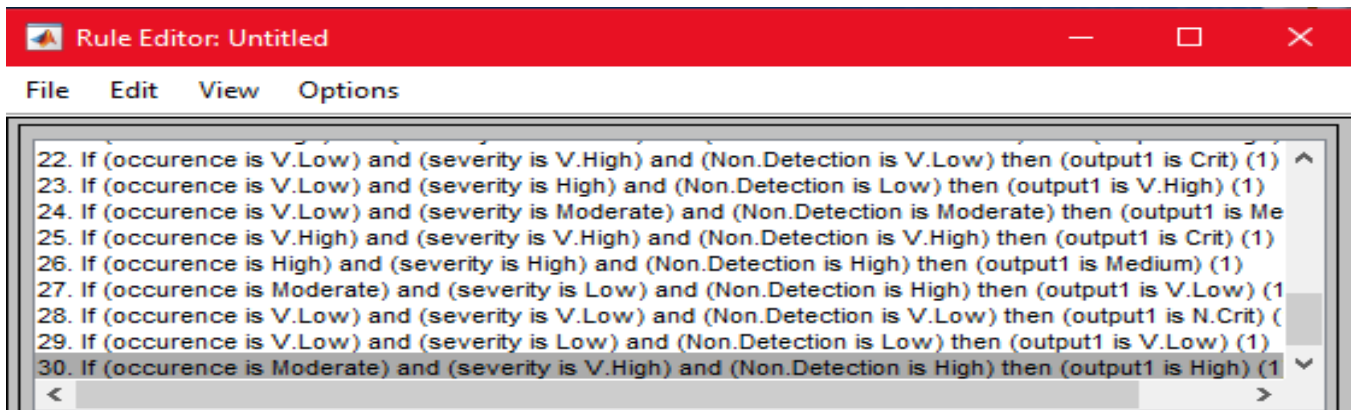 Rule Editor: Untitled
File Edit View Options
22. If (occurence is V.Low) and (severity is V.High) and (Non.Detection is V.Low) then (output1 is Crit) (1)
23. If (occurence is V.Low) and (severity is High) and (Non.Detection is Low) then (output1 is V.High) (1)
24. If (occurence is V.Low) and (severity is Moderate) and (Non.Detection is Moderate) then (output1 is Me
25. If (occurence is V.High) and (severity is V.High) and (Non.Detection is V.High) then (output1 is Crit) (1)
26. If (occurence is High) and (severity is High) and (Non.Detection is High) then (output1 is Medium) (1)
27. If (occurence is Moderate) and (severity is Low) and (Non.Detection is High) then (output1 is V.Low) (1
28. If (occurence is V.Low) and (severity is V.Low) and (Non.Detection is V.Low) then (output1 is N.Crit) (
29. If (occurence is V.Low) and (severity is Low) and (Non.Detection is Low) then (output1 is V.Low) (1)
30. If (occurence is Moderate) and (severity is V.High) and (Non.Detection is High) then (output1 is High) (1